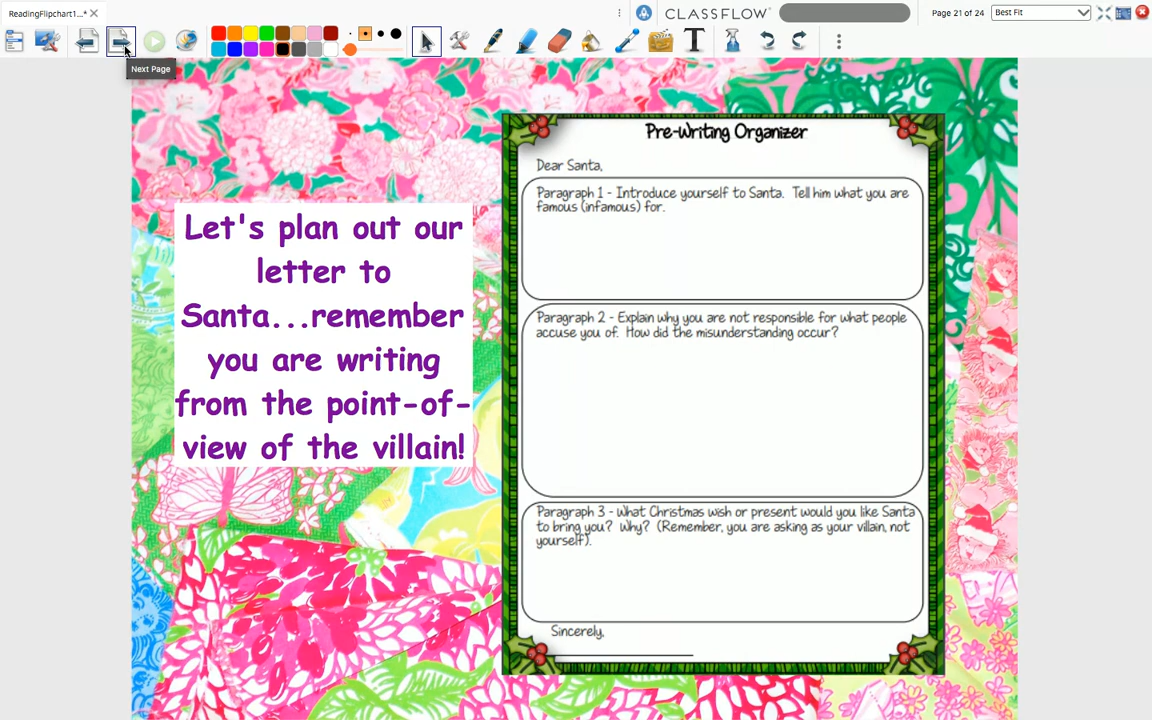 ReadingFlipchart1...*
CLASSFLOW
Page 21 of 24
Best Fit
Next Page
Let's plan out our
letter to
Santa...remember
you are writing
from the point-of-
view of the villain!
Pre-Writing Organizer
Dear Santa,
Paragraph 1 - Introduce yourself to Santa. Tell him what you are
famous (infamous) for.
Paragraph 2 - Explain why you are not responsible for what people
accuse you of. How did the misunderstanding occur?
Paragraph 3 - What Christmas wish or present would you like Santa
to bring you? Why? (Remember, you are asking as your villain, not
yourself).
Sincerely,